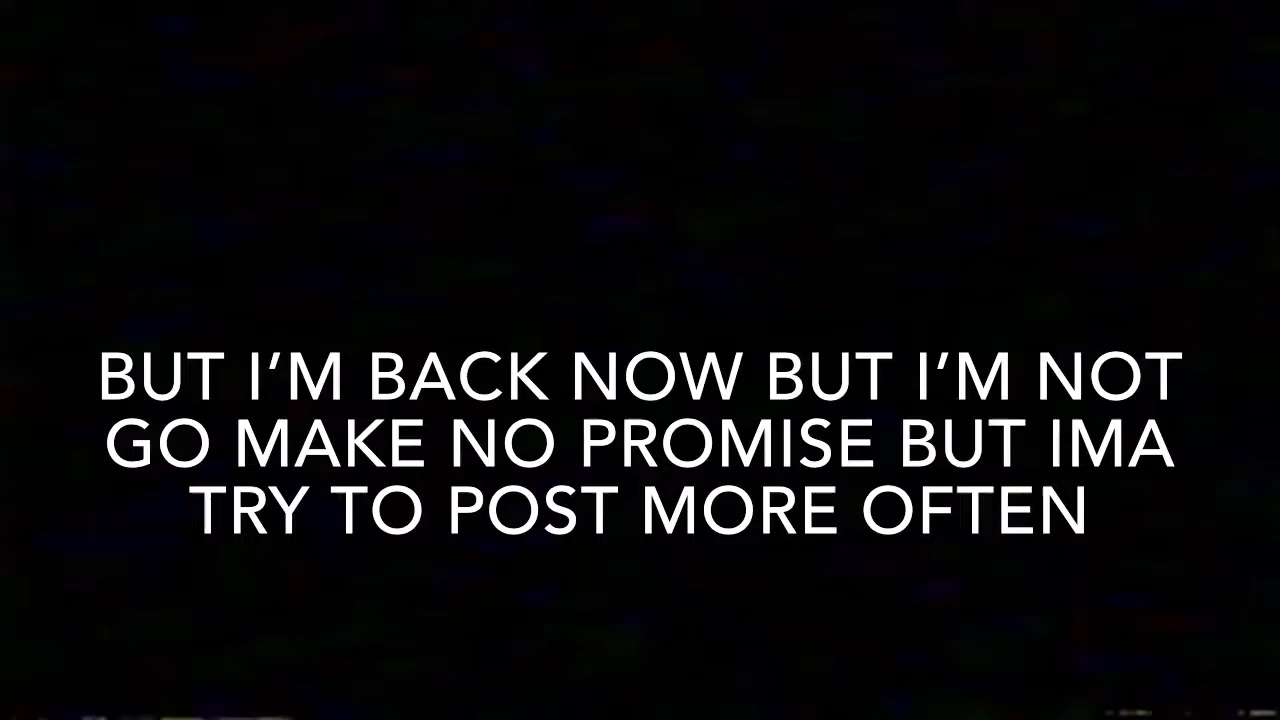 BUT I’M BACK NOW BUT I’M NOT
GO MAKE NO PROMISE BUT IMA
TRY TO POST MORE OFTEN